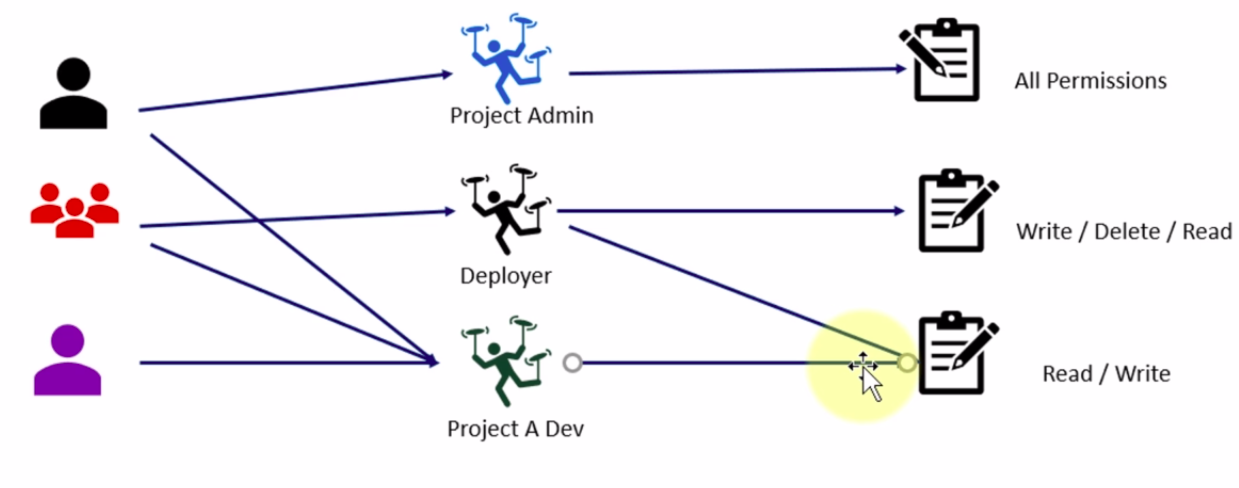 Project Admin
All Permissions
Deployer
Write / Delete / Read
Project A Dev
Read / Write